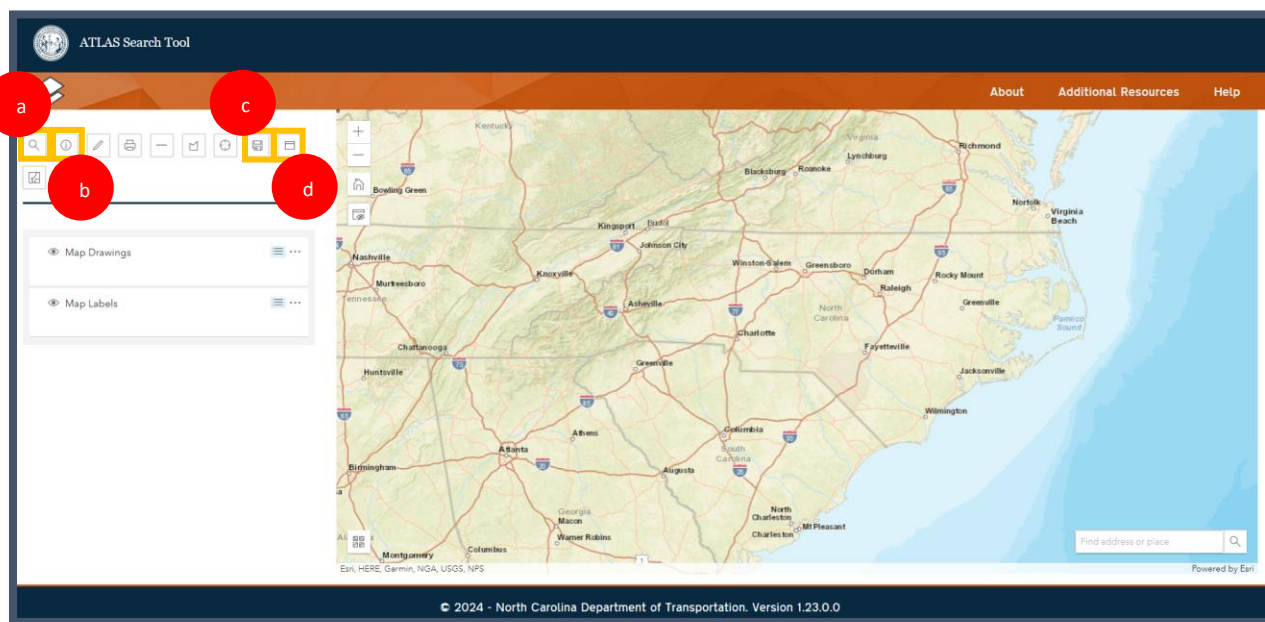 ATLAS Search Tool
a
c
About Additional Resources Help
b
d
Map Drawings
Map Labels
Kentucky
Virginia
Richmond
Lynchburg
Blacksburg
Roanoke
Bowling Green
Norfolk
Virginia
Beach
Kingsport
Bristol
Johnson City
Nashville
Winston-Salem
Greensboro
Durham
Rocky Mount
Knoxville
Murfreesboro
Raleigh
Tennessee
Asheville
Greenville
North
Carolina
Pamlico
Sound
Charlotte
Chattanooga
Fayetteville
Greenville
Huntsville
Jacksonville
Wilmington
Athens
Columbia
Atlanta
South
Carolina
Birmingham
Augusta
Georgia
Macon
North
Charleston
Mt Pleasant
Warner Robins
Charleston
Columbus
Montgomery
Find address or place
Esri, HERE, Garmin, NGA, USGS, NPS
Powered by Esri
© 2024 - North Carolina Department of Transportation. Version 1.23.0.0